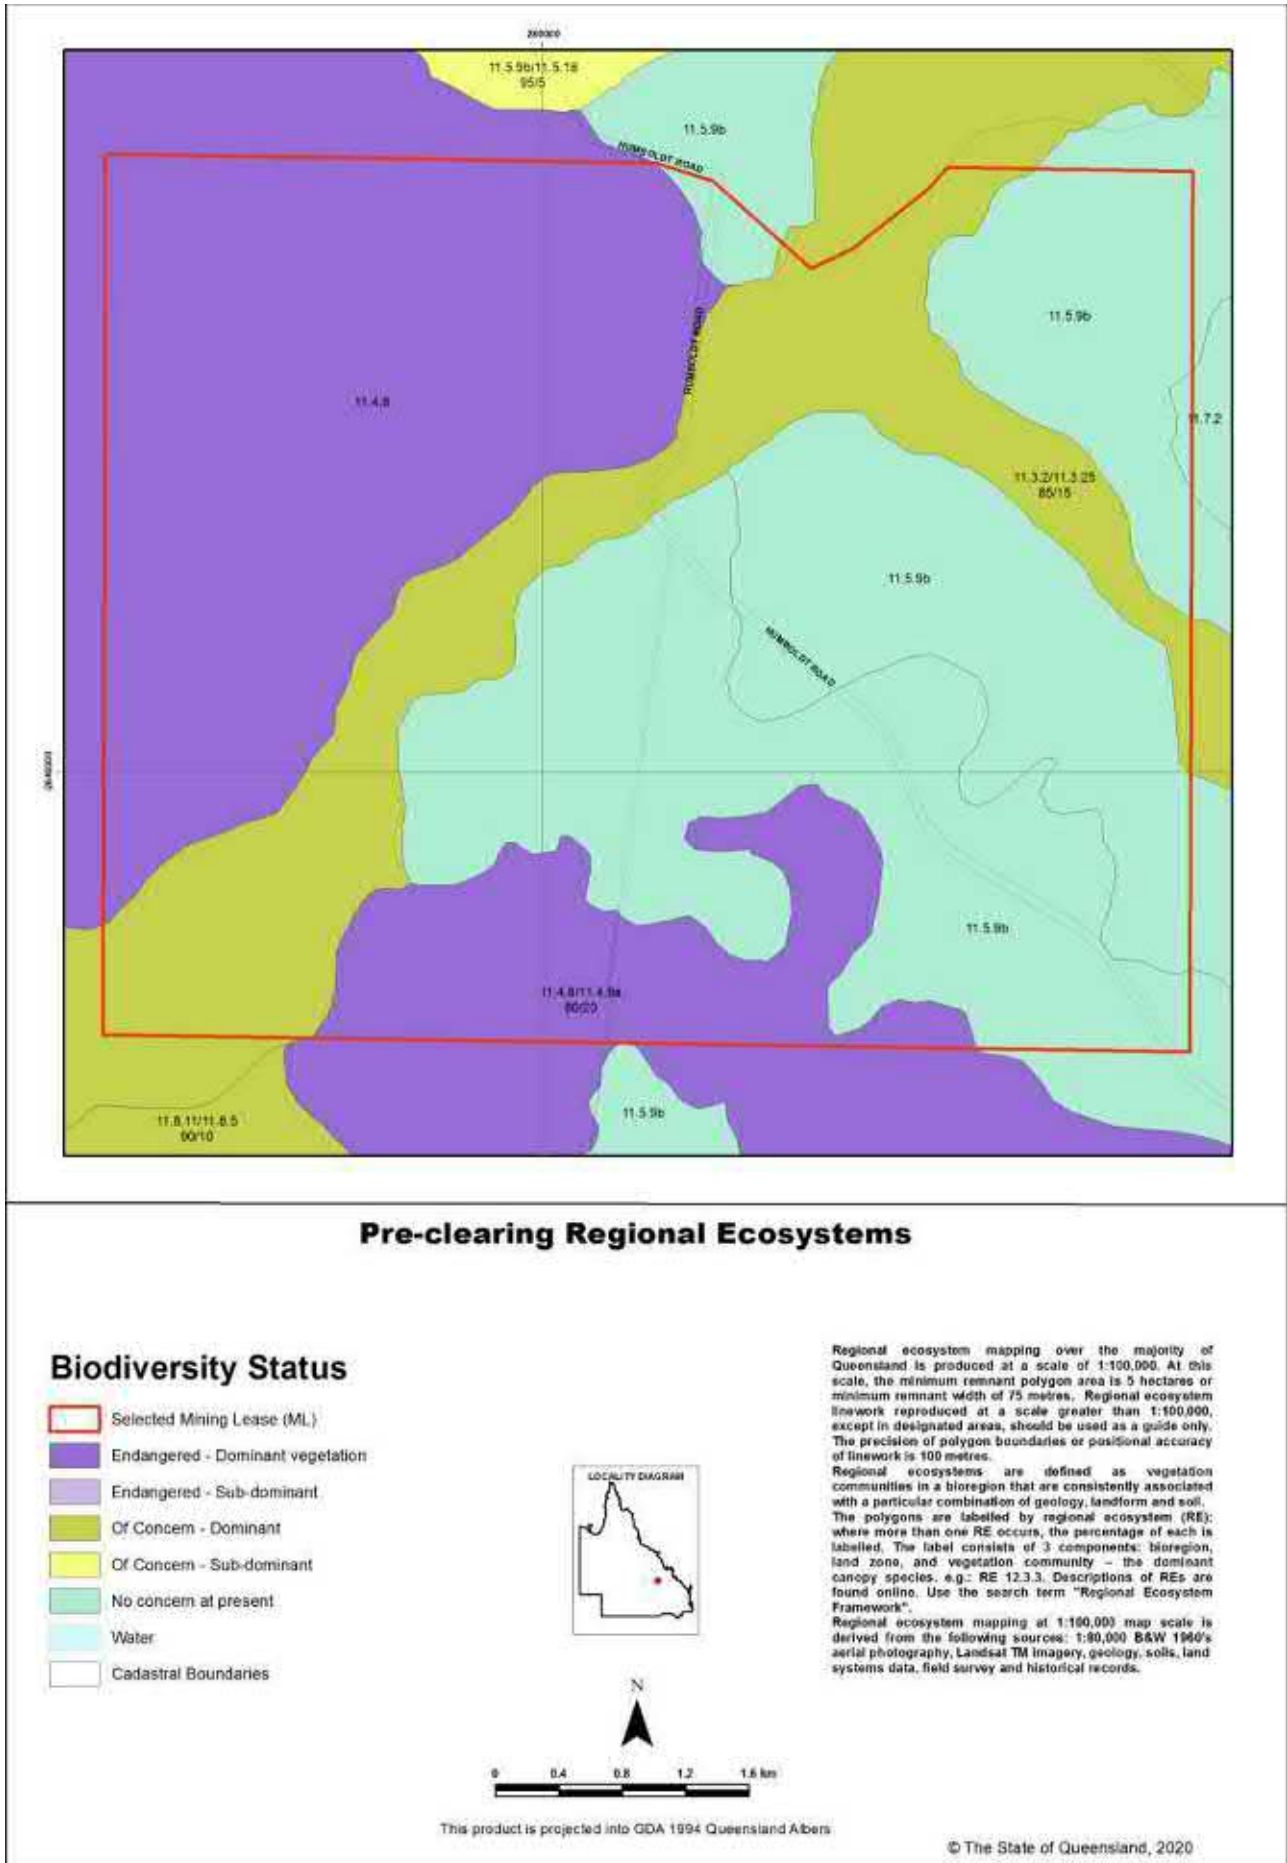 280000
11.5.9b/11.5.18
95/5
11.5.9b
HUMBOLDT ROAD
11.5.9b
HUMBOLDT ROAD
11.4.8
11.7.2
11.3.2/11.3.25
85/15
11.5.9b
HUMBOLDT ROAD
11.5.9b
11.4.8/11.4.9a
80/20
11.5.9b
11.8.11/11.8.5
90/10
Pre-clearing Regional Ecosystems
Biodiversity Status
Selected Mining Lease (ML)
Endangered - Dominant vegetation
Endangered - Sub-dominant
Of Concern - Dominant
Of Concern - Sub-dominant
No concern at present
Water
Cadastral Boundaries
LOCALITY DIAGRAM
Regional ecosystem mapping over the majority of
Queensland is produced at a scale of 1:100,000. At this
scale, the minimum remnant polygon area is 5 hectares or
minimum remnant width of 75 metres. Regional ecosystem
linework reproduced at a scale greater than 1:100,000,
except in designated areas, should be used as a guide only.
The precision of polygon boundaries or positional accuracy
of linework is 100 metres.
Regional ecosystems are defined as vegetation
communities in a bioregion that are consistently associated
with a particular combination of geology, landform and soil.
The polygons are labelled by regional ecosystem (RE);
where more than one RE occurs, the percentage of each is
labelled. The label consists of 3 components: bioregion,
land zone, and vegetation community – the dominant
canopy species. e.g.: RE 12.3.3. Descriptions of REs are
found online. Use the search term "Regional Ecosystem
Framework".
Regional ecosystem mapping at 1:100,000 map scale is
derived from the following sources: 1:80,000 B&W 1960's
aerial photography, Landsat TM imagery, geology, soils, land
systems data, field survey and historical records.
N
0 0.4 0.8 1.2 1.6 km
This product is projected into GDA 1994 Queensland Albers
© The State of Queensland, 2020